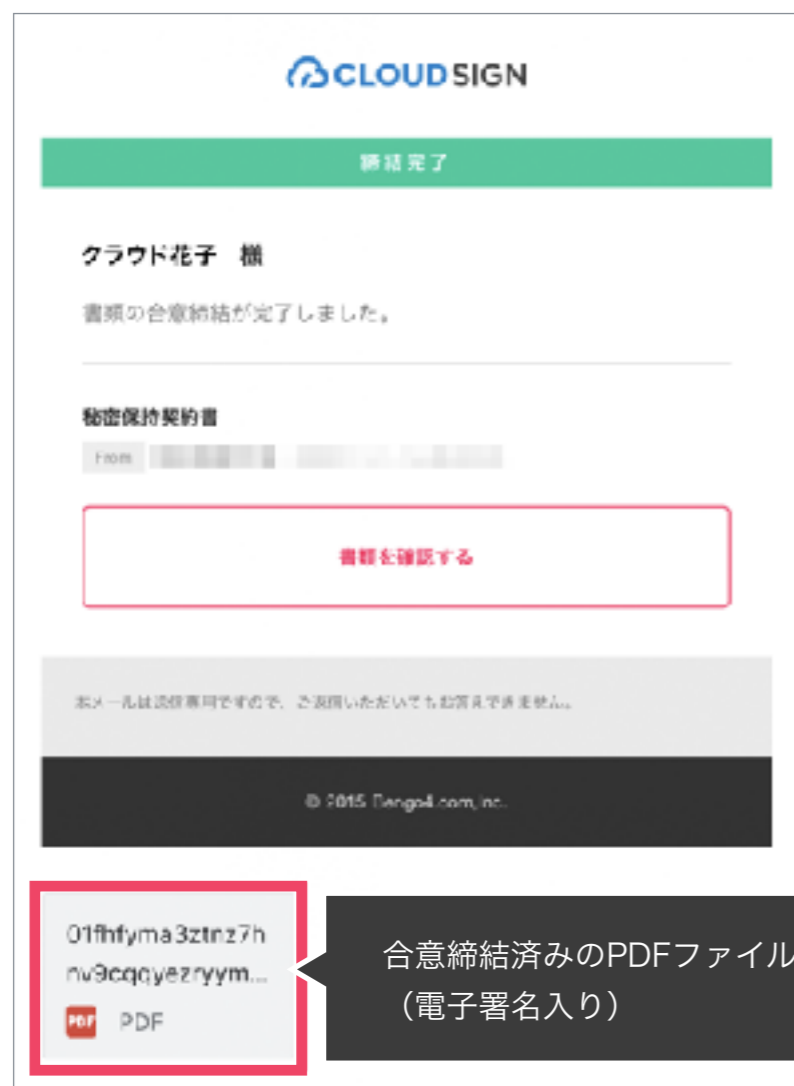 CLOUDSIGN
締結完了
クラウド花子　様
書類の合意締結が完了しました。
秘密保持契約書
From
書類を確認する
本メールは送信専用ですので、ご返信いただいてもお答えできません。
© 2015 Bengo4.com,Inc.
01fhfyma3ztnz7h
nv9cqqyezryym...
PDF PDF
合意締結済みのPDFファイル
（電子署名入り）